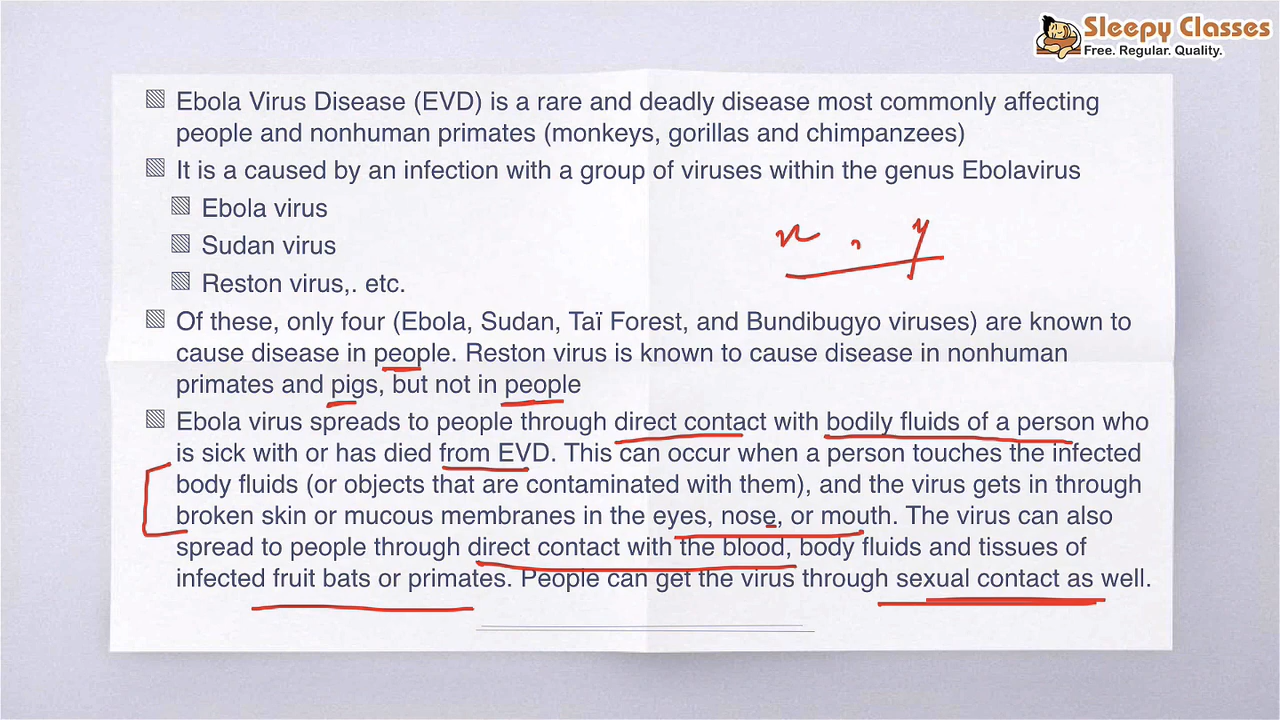 Sleepy Classes
Free. Regular. Quality.
Ebola Virus Disease (EVD) is a rare and deadly disease most commonly affecting
people and nonhuman primates (monkeys, gorillas and chimpanzees)
It is a caused by an infection with a group of viruses within the genus Ebolavirus
Ebola virus
Sudan virus
Reston virus,. etc.
x , y
Of these, only four (Ebola, Sudan, Taï Forest, and Bundibugyo viruses) are known to
cause disease in people. Reston virus is known to cause disease in nonhuman
primates and pigs, but not in people
Ebola virus spreads to people through direct contact with bodily fluids of a person who
is sick with or has died from EVD. This can occur when a person touches the infected
body fluids (or objects that are contaminated with them), and the virus gets in through
broken skin or mucous membranes in the eyes, nose, or mouth. The virus can also
spread to people through direct contact with the blood, body fluids and tissues of
infected fruit bats or primates. People can get the virus through sexual contact as well.